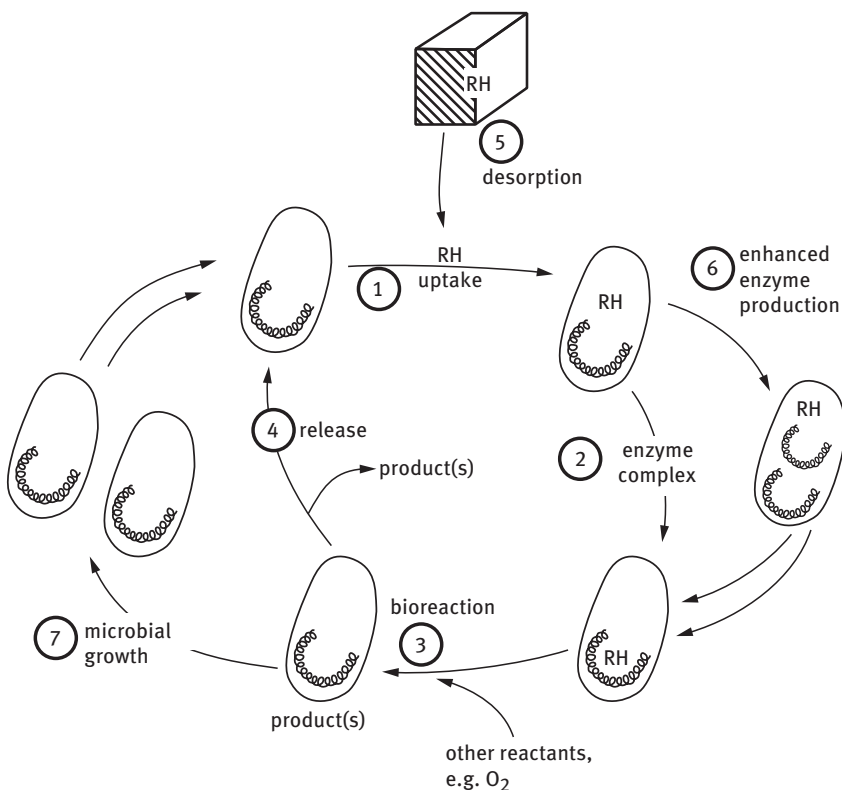 RH
5
desorption
RH
1
uptake
6
enhanced
enzyme
production
RH
RH
2
enzyme
complex
4
release
product(s)
bioreaction
3
RH
7
microbial
growth
product(s)
other reactants,
e.g. O₂